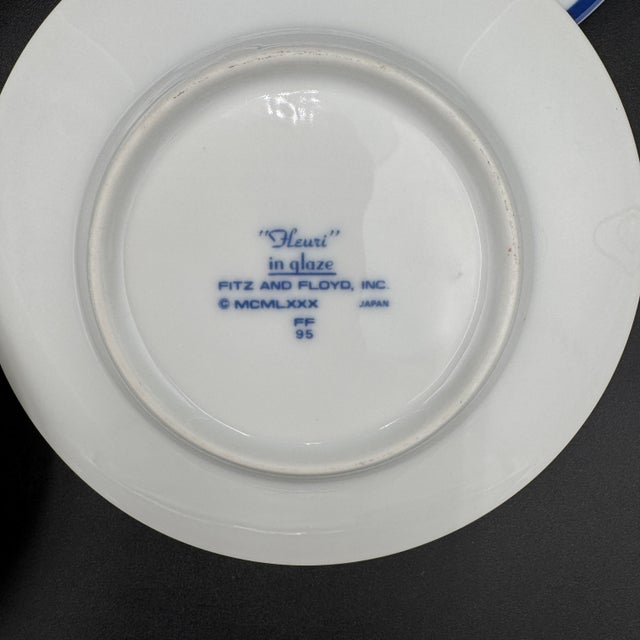 "Fleuri"
in glaze
FITZ AND FLOYD, INC.
© MCMLXXX JAPAN
FF
95